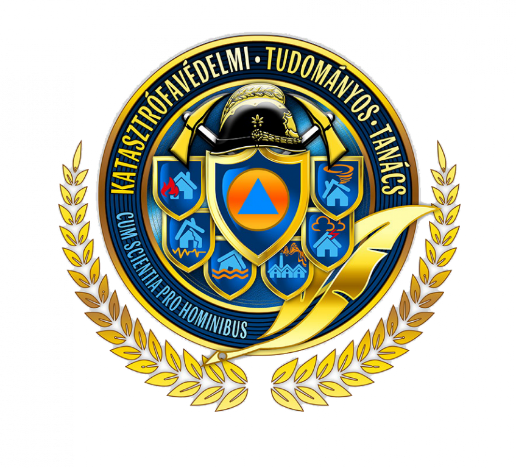 KATASZTRÓFAVÉDELMI • TUDOMÁNYOS • TANÁCS
CUM SCIENTIA PRO HOMINIBUS